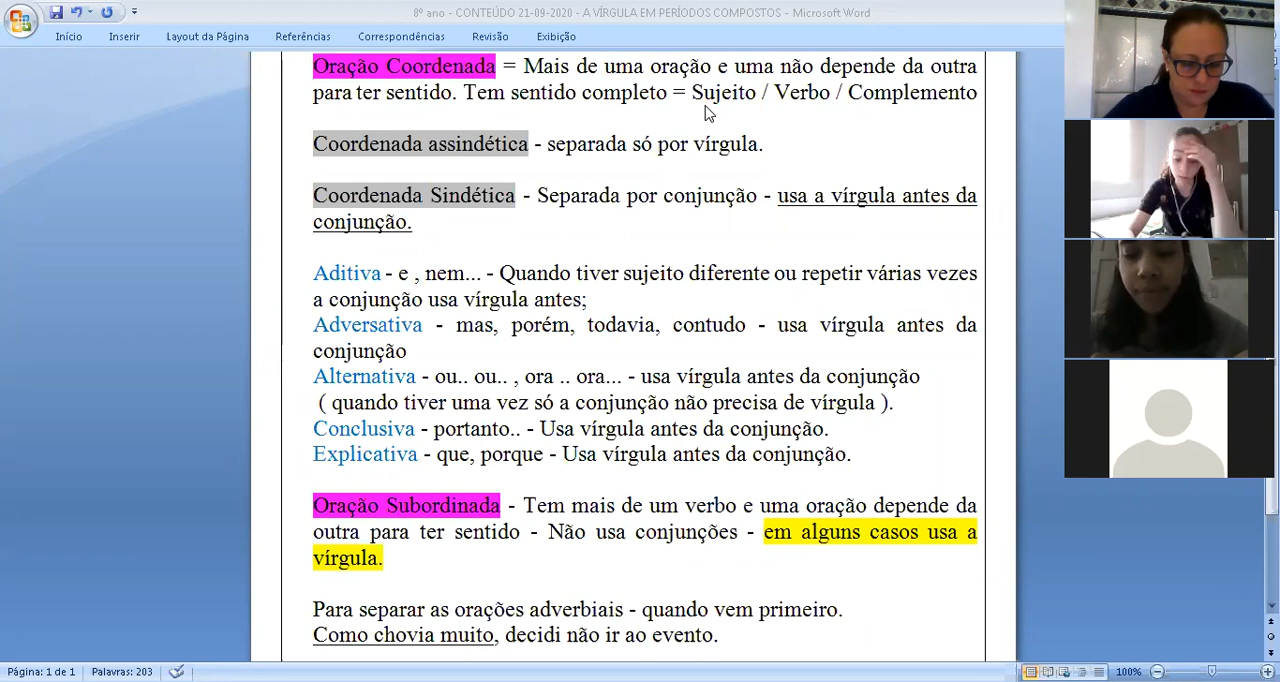 8º ano - CONTEÚDO 21-09-2020 - A VÍRGULA EM PERÍODOS COMPOSTOS - Microsoft Word
Início Inserir Layout da Página Referências Correspondências Revisão Exibição
Oração Coordenada = Mais de uma oração e uma não depende da outra
para ter sentido. Tem sentido completo = Sujeito / Verbo / Complemento
Coordenada assindética - separada só por vírgula.
Coordenada Sindética - Separada por conjunção - usa a vírgula antes da
conjunção.
Aditiva - e , nem... - Quando tiver sujeito diferente ou repetir várias vezes
a conjunção usa vírgula antes;
Adversativa - mas, porém, todavia, contudo - usa vírgula antes da
conjunção
Alternativa - ou.. ou.. , ora .. ora... - usa vírgula antes da conjunção
( quando tiver uma vez só a conjunção não precisa de vírgula ).
Conclusiva - portanto.. - Usa vírgula antes da conjunção.
Explicativa - que, porque - Usa vírgula antes da conjunção.
Oração Subordinada - Tem mais de um verbo e uma oração depende da
outra para ter sentido - Não usa conjunções - em alguns casos usa a
vírgula.
Para separar as orações adverbiais - quando vem primeiro.
Como chovia muito, decidi não ir ao evento.
Página: 1 de 1 Palavras: 203 100%